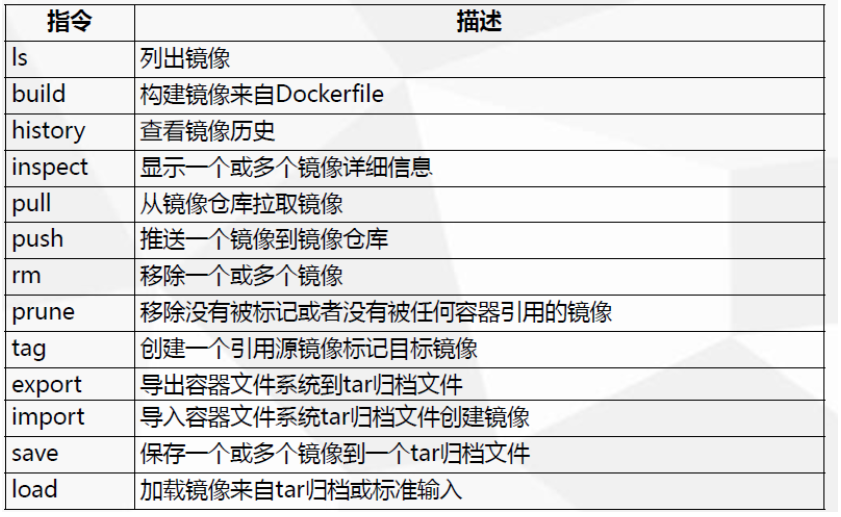 指令 描述
ls 列出镜像
build 构建镜像来自Dockerfile
history 查看镜像历史
inspect 显示一个或多个镜像详细信息
pull 从镜像仓库拉取镜像
push 推送一个镜像到镜像仓库
rm 移除一个或多个镜像
prune 移除没有被标记或者没有被任何容器引用的镜像
tag 创建一个引用源镜像标记目标镜像
export 导出容器文件系统到tar归档文件
import 导入容器文件系统tar归档文件创建镜像
save 保存一个或多个镜像到一个tar归档文件
load 加载镜像来自tar归档或标准输入